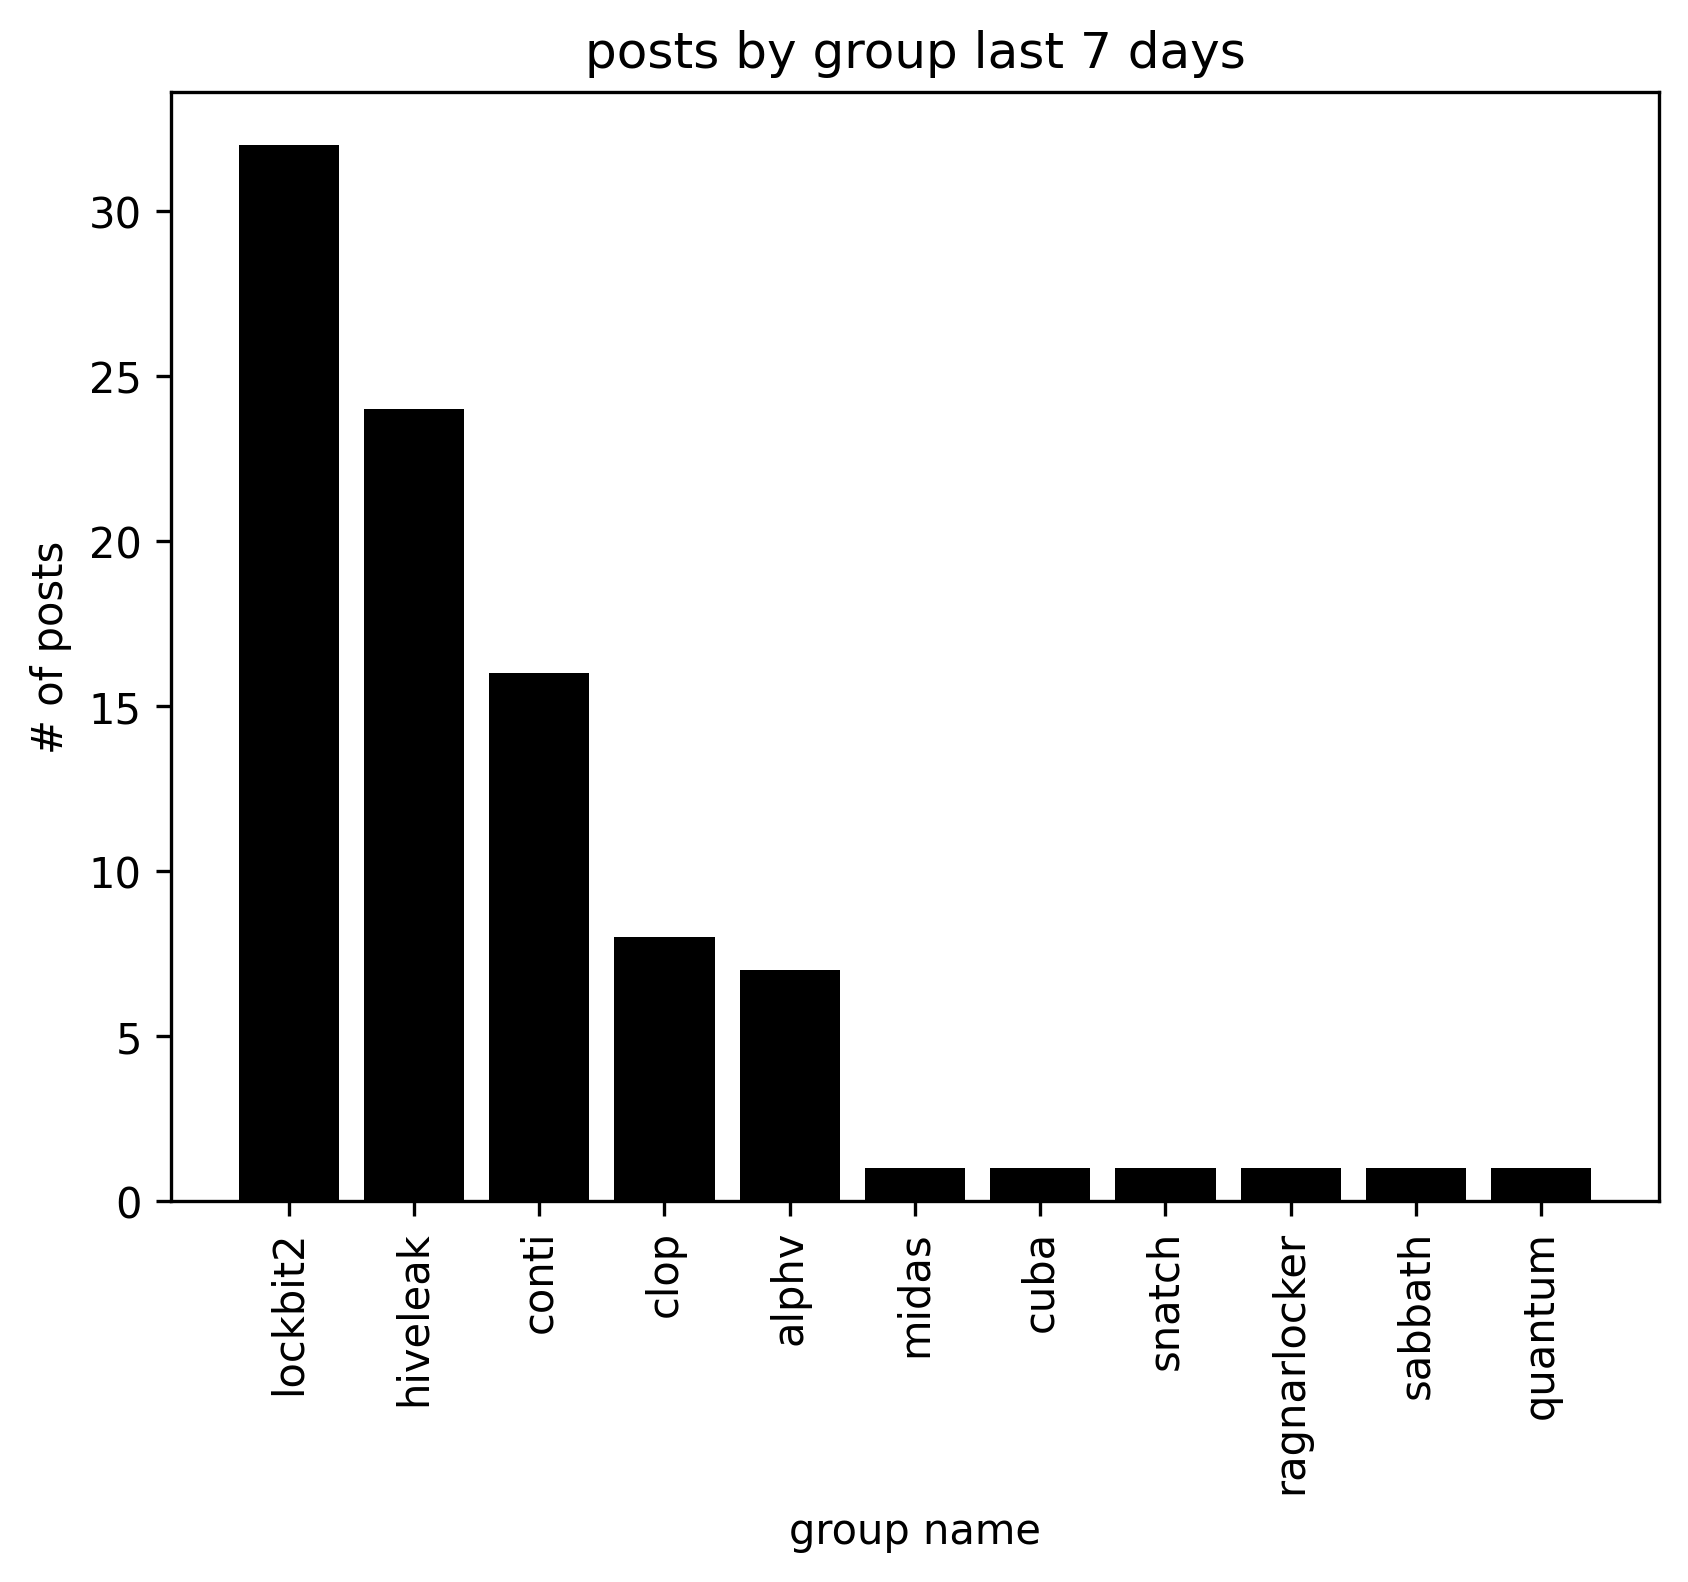 posts by group last 7 days
# of posts
30
25
20
15
10
5
0
lockbit2
hiveleak
conti
clop
alphv
midas
cuba
snatch
ragnarlocker
sabbath
quantum
group name